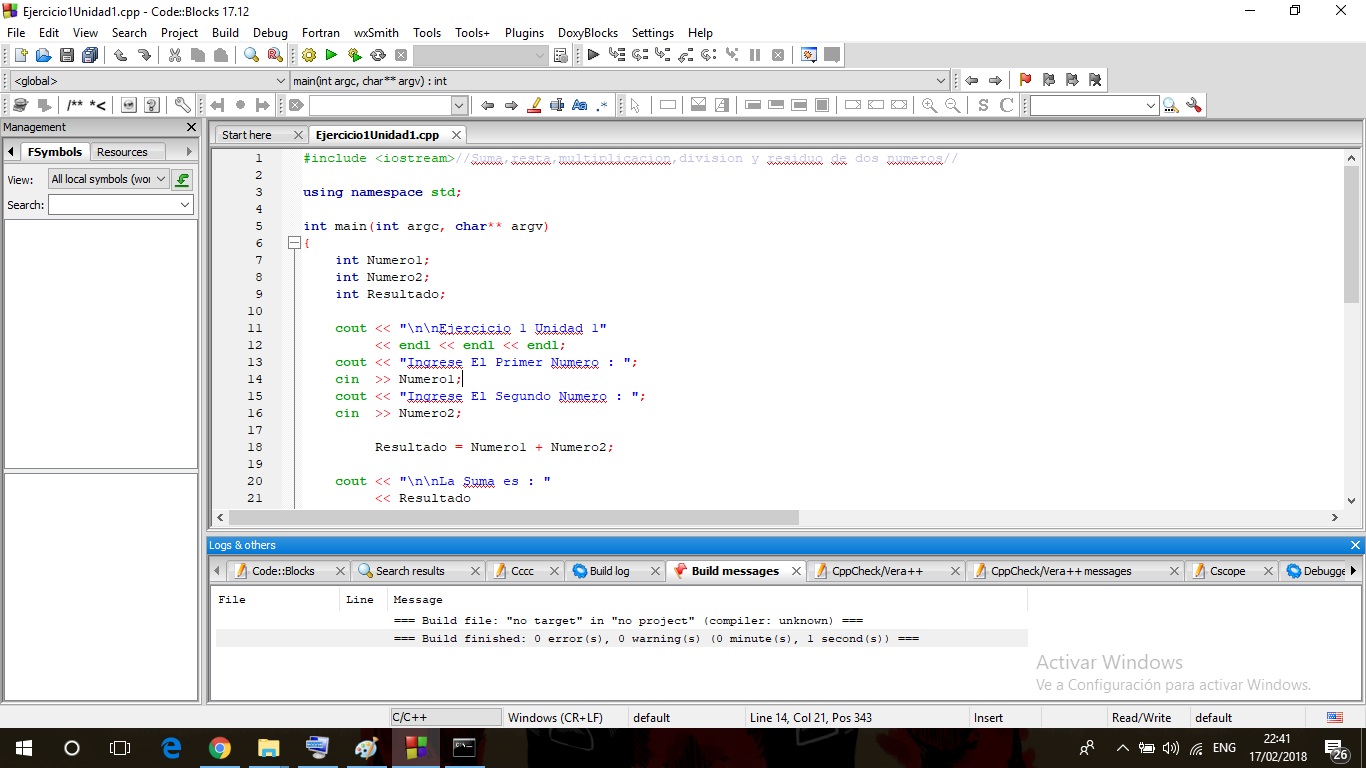 Ejercicio1Unidad1.cpp - Code::Blocks 17.12
File Edit View Search Project Build Debug Fortran wxSmith Tools Tools+ Plugins DoxyBlocks Settings Help
<global> main(int argc, char** argv) : int
/** *<
S C
Management
FSymbols Resources
View: All local symbols (wor
Search:
Start here Ejercicio1Unidad1.cpp
1 #include <iostream>//Suma,resta,multiplicacion,division y residuo de dos numeros//
2
3 using namespace std;
4
5 int main(int argc, char** argv)
6 {
7 int Numero1;
8 int Numero2;
9 int Resultado;
10
11 cout << "\n\nEjercicio 1 Unidad 1"
12 << endl << endl << endl;
13 cout << "Ingrese El Primer Numero : ";
14 cin >> Numero1;
15 cout << "Ingrese El Segundo Numero : ";
16 cin >> Numero2;
17
18 Resultado = Numero1 + Numero2;
19
20 cout << "\n\nLa Suma es : "
21 << Resultado
Logs & others
Code::Blocks Search results Cccc Build log Build messages CppCheck/Vera++ CppCheck/Vera++ messages Cscope Debugge
File Line Message
=== Build file: "no target" in "no project" (compiler: unknown) ===
=== Build finished: 0 error(s), 0 warning(s) (0 minute(s), 1 second(s)) ===
Activar Windows
Ve a Configuración para activar Windows.
C/C++ Windows (CR+LF) default Line 14, Col 21, Pos 343 Insert Read/Write default
ENG 22:41
17/02/2018
26